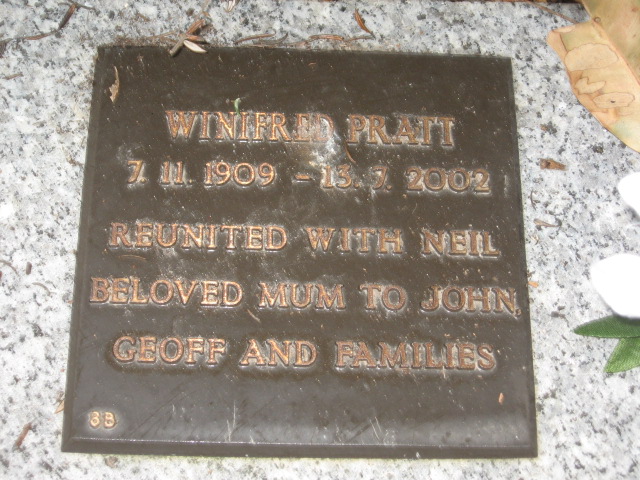 WINIFRED PRATT
7. 11. 1909 - 13. 7. 2002
REUNITED WITH NEIL
BELOVED MUM TO JOHN,
GEOFF AND FAMILIES
8B